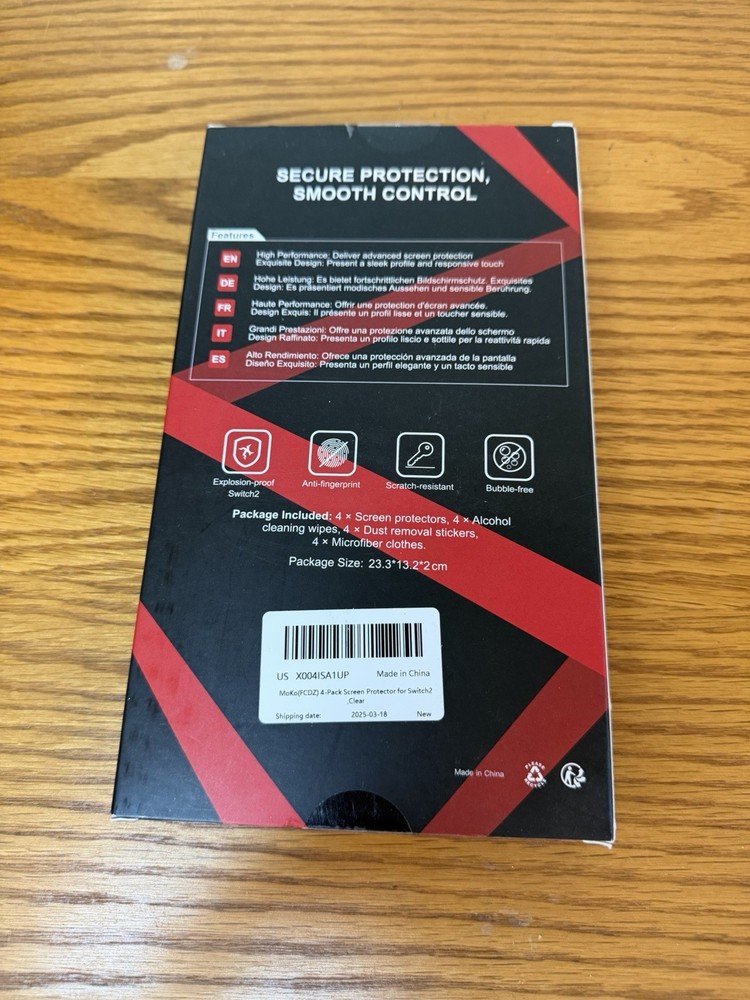 SECURE PROTECTION,
SMOOTH CONTROL
Features
EN
High Performance: Deliver advanced screen protection
Exquisite Design: Present a sleek profile and responsive touch
DE
Hohe Leistung: Es bietet fortschrittlichen Bildschirmschutz. Exquisites
Design: Es präsentiert modisches Aussehen und sensible Berührung.
FR
Haute Performance: Offrir une protection d'écran avancée.
Design Exquis: Il présente un profil lisse et un toucher sensible.
IT
Grandi Prestazioni: Offre una protezione avanzata dello schermo
Design Raffinato: Presenta un profilo liscio e sottile per la reattività rapida
ES
Alto Rendimiento: Ofrece una protección avanzada de la pantalla
Diseño Exquisito: Presenta un perfil elegante y un tacto sensible
Explosion-proof
Switch2
Anti-fingerprint
Scratch-resistant
Bubble-free
Package Included: 4 × Screen protectors, 4 × Alcohol
cleaning wipes, 4 × Dust removal stickers,
4 × Microfiber clothes.
Package Size: 23.3*13.2*2 cm
US X004ISA1UP Made in China
MoKo(FCDZ) 4-Pack Screen Protector for Switch2
,Clear
Shipping date: 2025-03-18 New
Made in China
PLEASE
RECYCLE